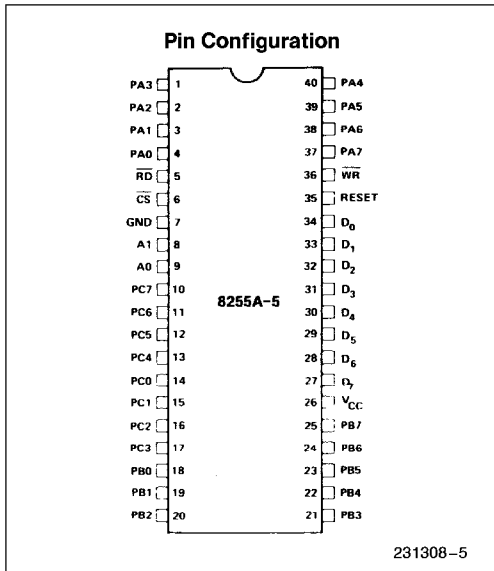 Pin Configuration
PA3 1 40 PA4
PA2 2 39 PA5
PA1 3 38 PA6
PA0 4 37 PA7
R̅D̅ 5 36 W̅R̅
C̅S̅ 6 35 RESET
GND 7 34 D₀
A1 8 33 D₁
A0 9 32 D₂
PC7 10 31 D₃
8255A-5
PC6 11 30 D₄
PC5 12 29 D₅
PC4 13 28 D₆
PC0 14 27 D₇
PC1 15 26 V_CC
PC2 16 25 PB7
PC3 17 24 PB6
PB0 18 23 PB5
PB1 19 22 PB4
PB2 20 21 PB3
231308-5